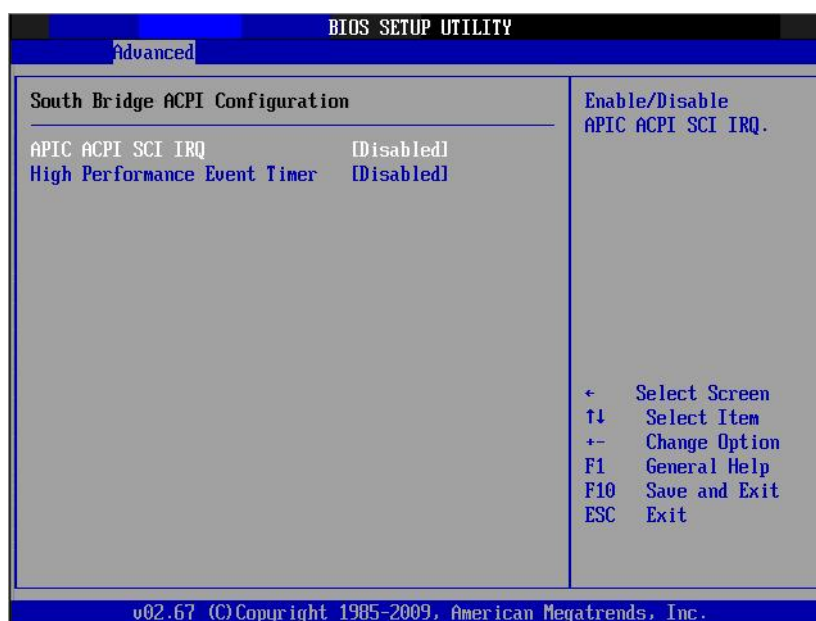 BIOS SETUP UTILITY
Advanced
South Bridge ACPI Configuration
APIC ACPI SCI IRQ [Disabled]
High Performance Event Timer [Disabled]
Enable/Disable
APIC ACPI SCI IRQ.
← Select Screen
↑↓ Select Item
+- Change Option
F1 General Help
F10 Save and Exit
ESC Exit
v02.67 (C)Copyright 1985-2009, American Megatrends, Inc.